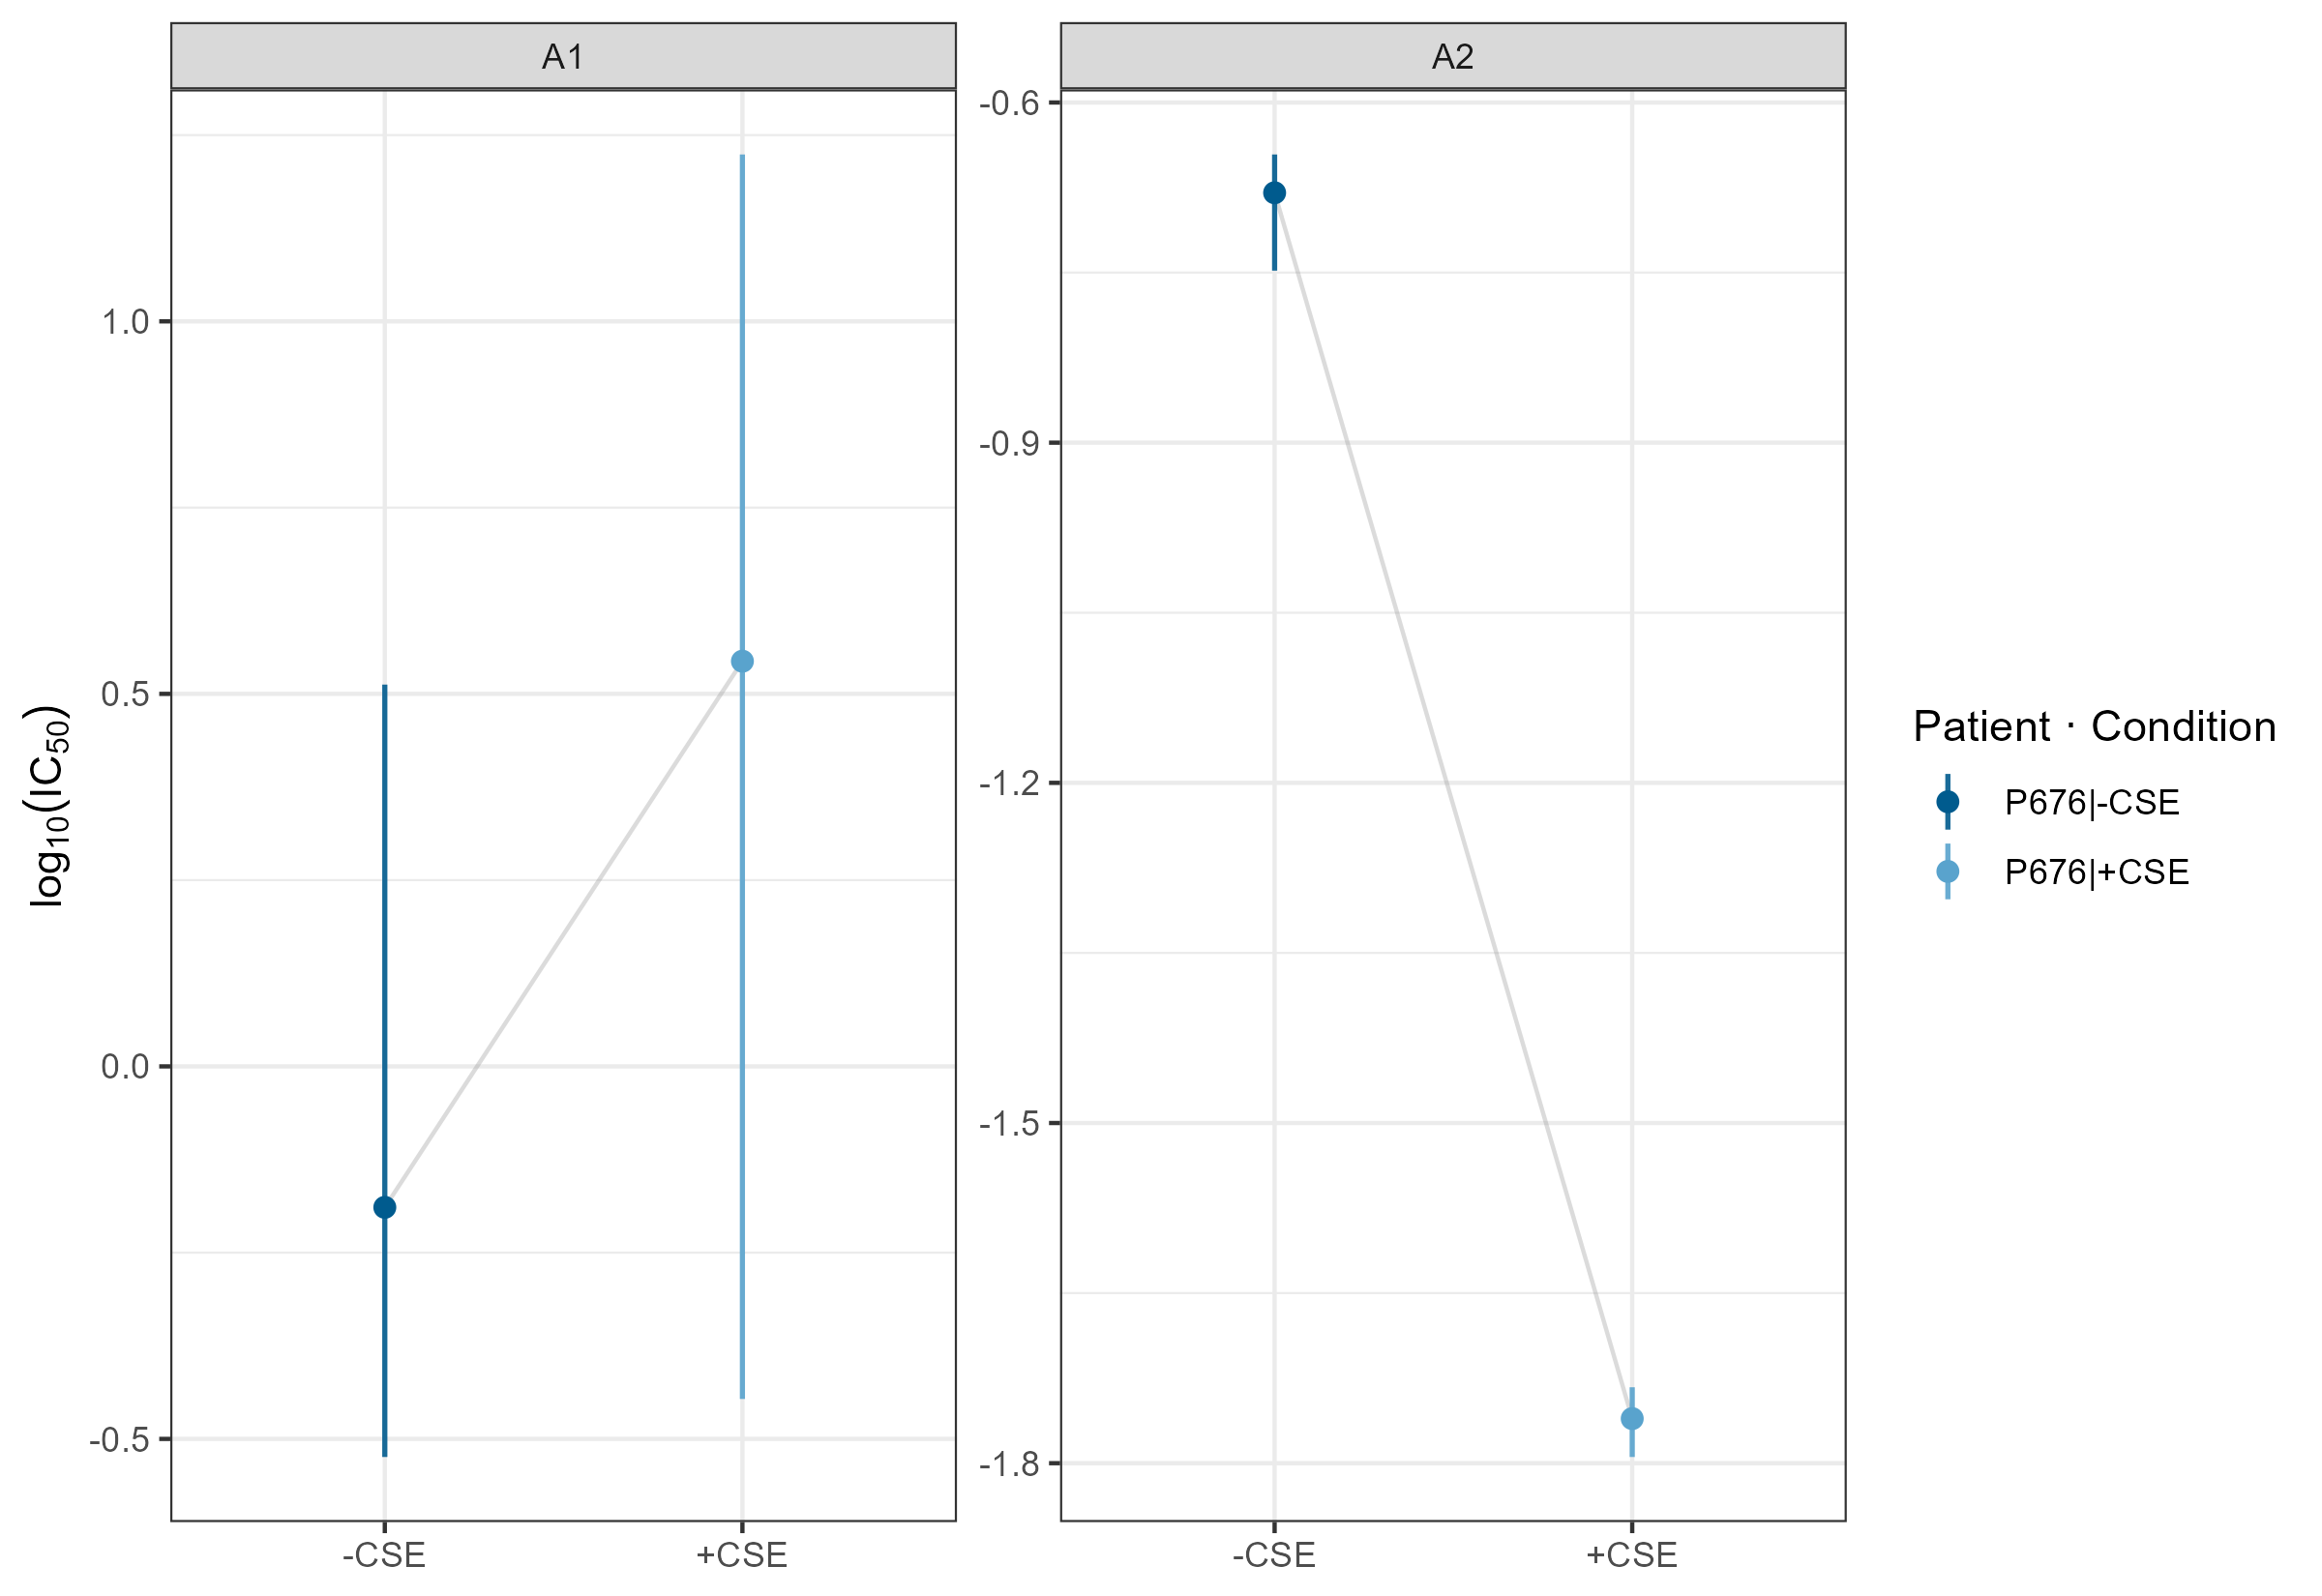 A1
A2
log₁₀(IC₅₀)
1.0
0.5
0.0
-0.5
-0.6
-0.9
-1.2
-1.5
-1.8
-CSE
+CSE
-CSE
+CSE
Patient · Condition
P676|-CSE
P676|+CSE